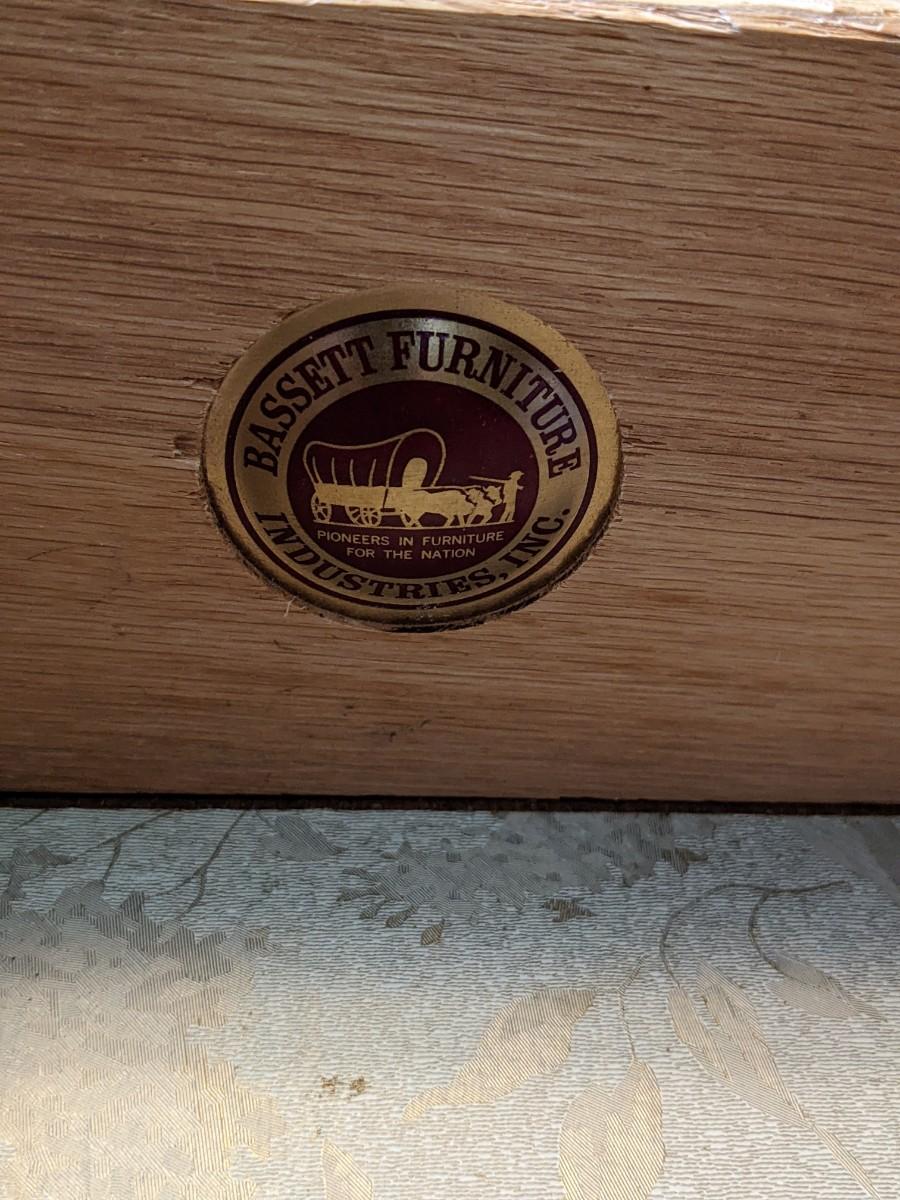 BASSETT FURNITURE
PIONEERS IN FURNITURE
FOR THE NATION
INDUSTRIES, INC.